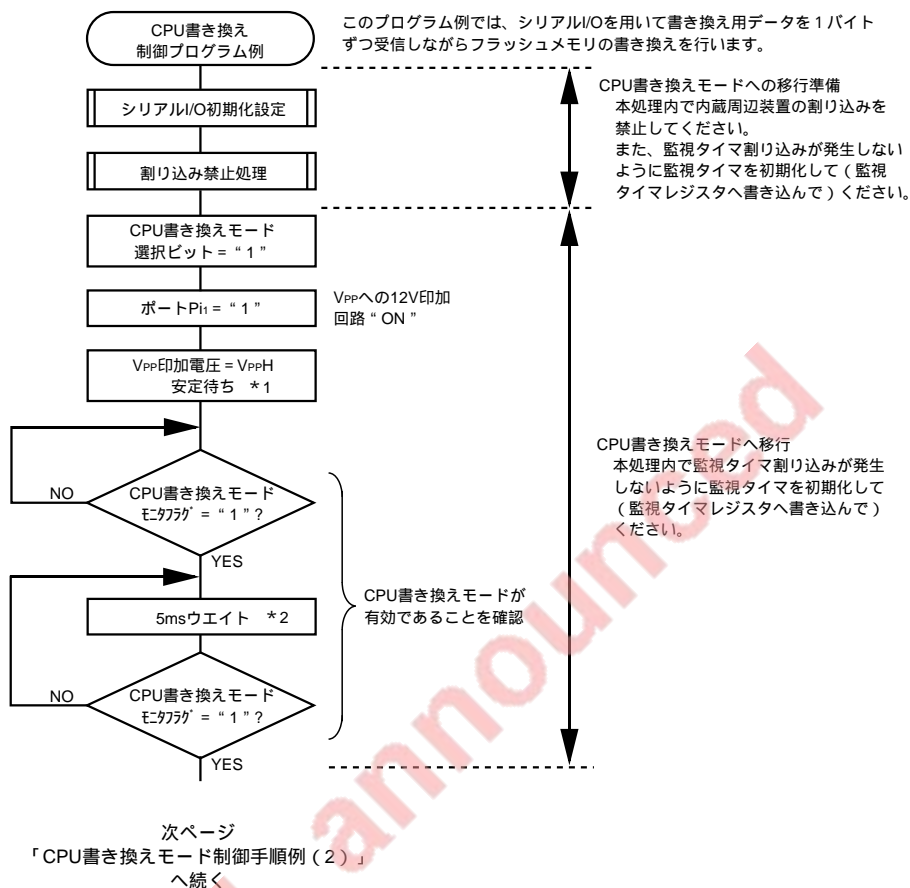 CPU書き換え
制御プログラム例
このプログラム例では、シリアルI/Oを用いて書き換え用データを1バイト
ずつ受信しながらフラッシュメモリの書き換えを行います。
シリアルI/O初期化設定
割り込み禁止処理
CPU書き換えモードへの移行準備
本処理内で内蔵周辺装置の割り込みを
禁止してください。
また、監視タイマ割り込みが発生しない
ように監視タイマを初期化して(監視
タイマレジスタへ書き込んで)ください。
CPU書き換えモード
選択ビット = “1”
ポートPi1 = “1”
VPPへの12V印加
回路“ON”
VPP印加電圧 = VPPH
安定待ち *1
CPU書き換えモード
ﾓﾆﾀﾌﾗｸﾞ = “1”?
NO
YES
5msウエイト *2
CPU書き換えモード
ﾓﾆﾀﾌﾗｸﾞ = “1”?
NO
YES
CPU書き換えモードが
有効であることを確認
CPU書き換えモードへ移行
本処理内で監視タイマ割り込みが発生
しないように監視タイマを初期化して
(監視タイマレジスタへ書き込んで)
ください。
次ページ
「CPU書き換えモード制御手順例(2)」
へ続く
announced